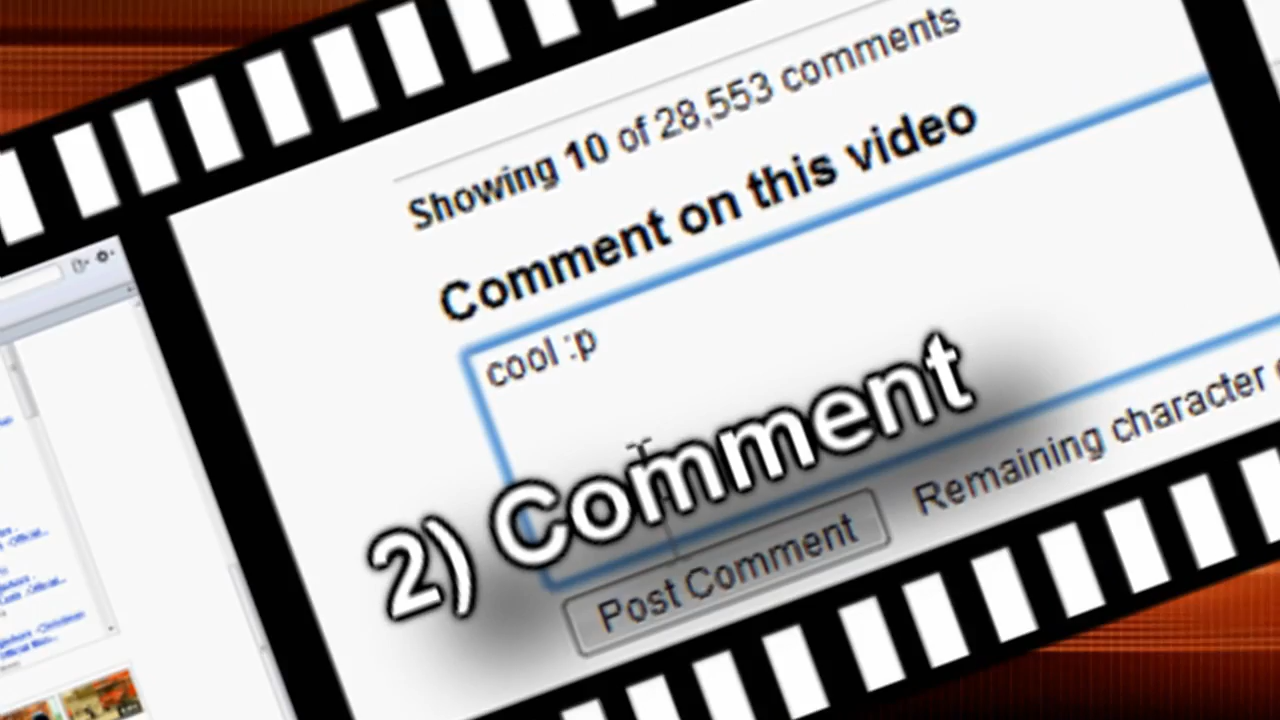 Showing 10 of 28,553 comments
Comment on this video
cool :p
2) Comment
Post Comment
Remaining character